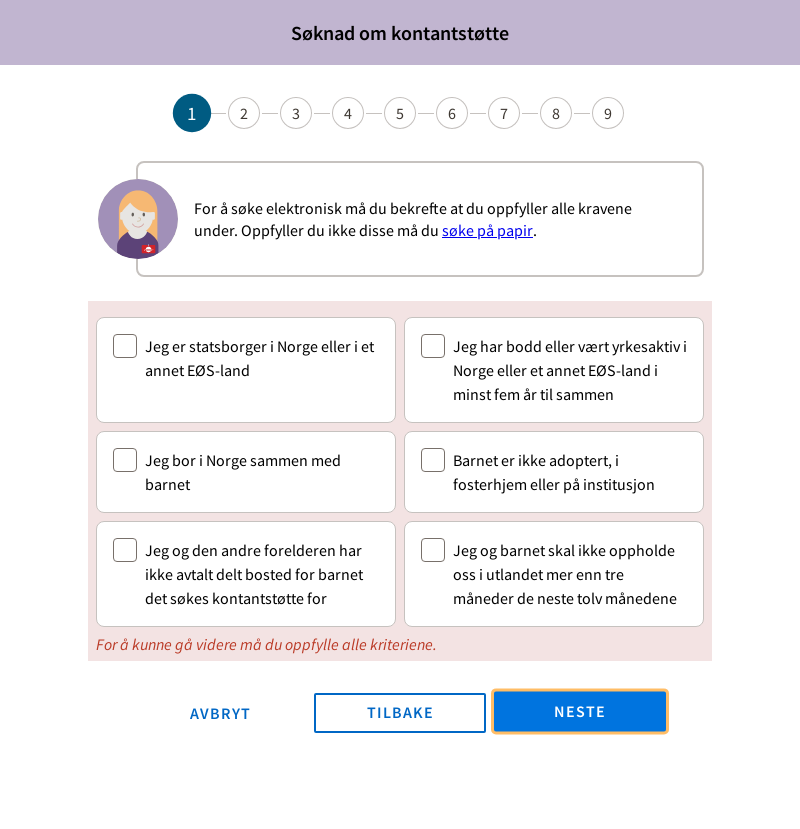 Søknad om kontantstøtte
1 2 3 4 5 6 7 8 9
For å søke elektronisk må du bekrefte at du oppfyller alle kravene
under. Oppfyller du ikke disse må du søke på papir.
Jeg er statsborger i Norge eller i et
annet EØS-land
Jeg har bodd eller vært yrkesaktiv i
Norge eller et annet EØS-land i
minst fem år til sammen
Jeg bor i Norge sammen med
barnet
Barnet er ikke adoptert, i
fosterhjem eller på institusjon
Jeg og den andre forelderen har
ikke avtalt delt bosted for barnet
det søkes kontantstøtte for
Jeg og barnet skal ikke oppholde
oss i utlandet mer enn tre
måneder de neste tolv månedene
For å kunne gå videre må du oppfylle alle kriteriene.
AVBRYT
TILBAKE
NESTE